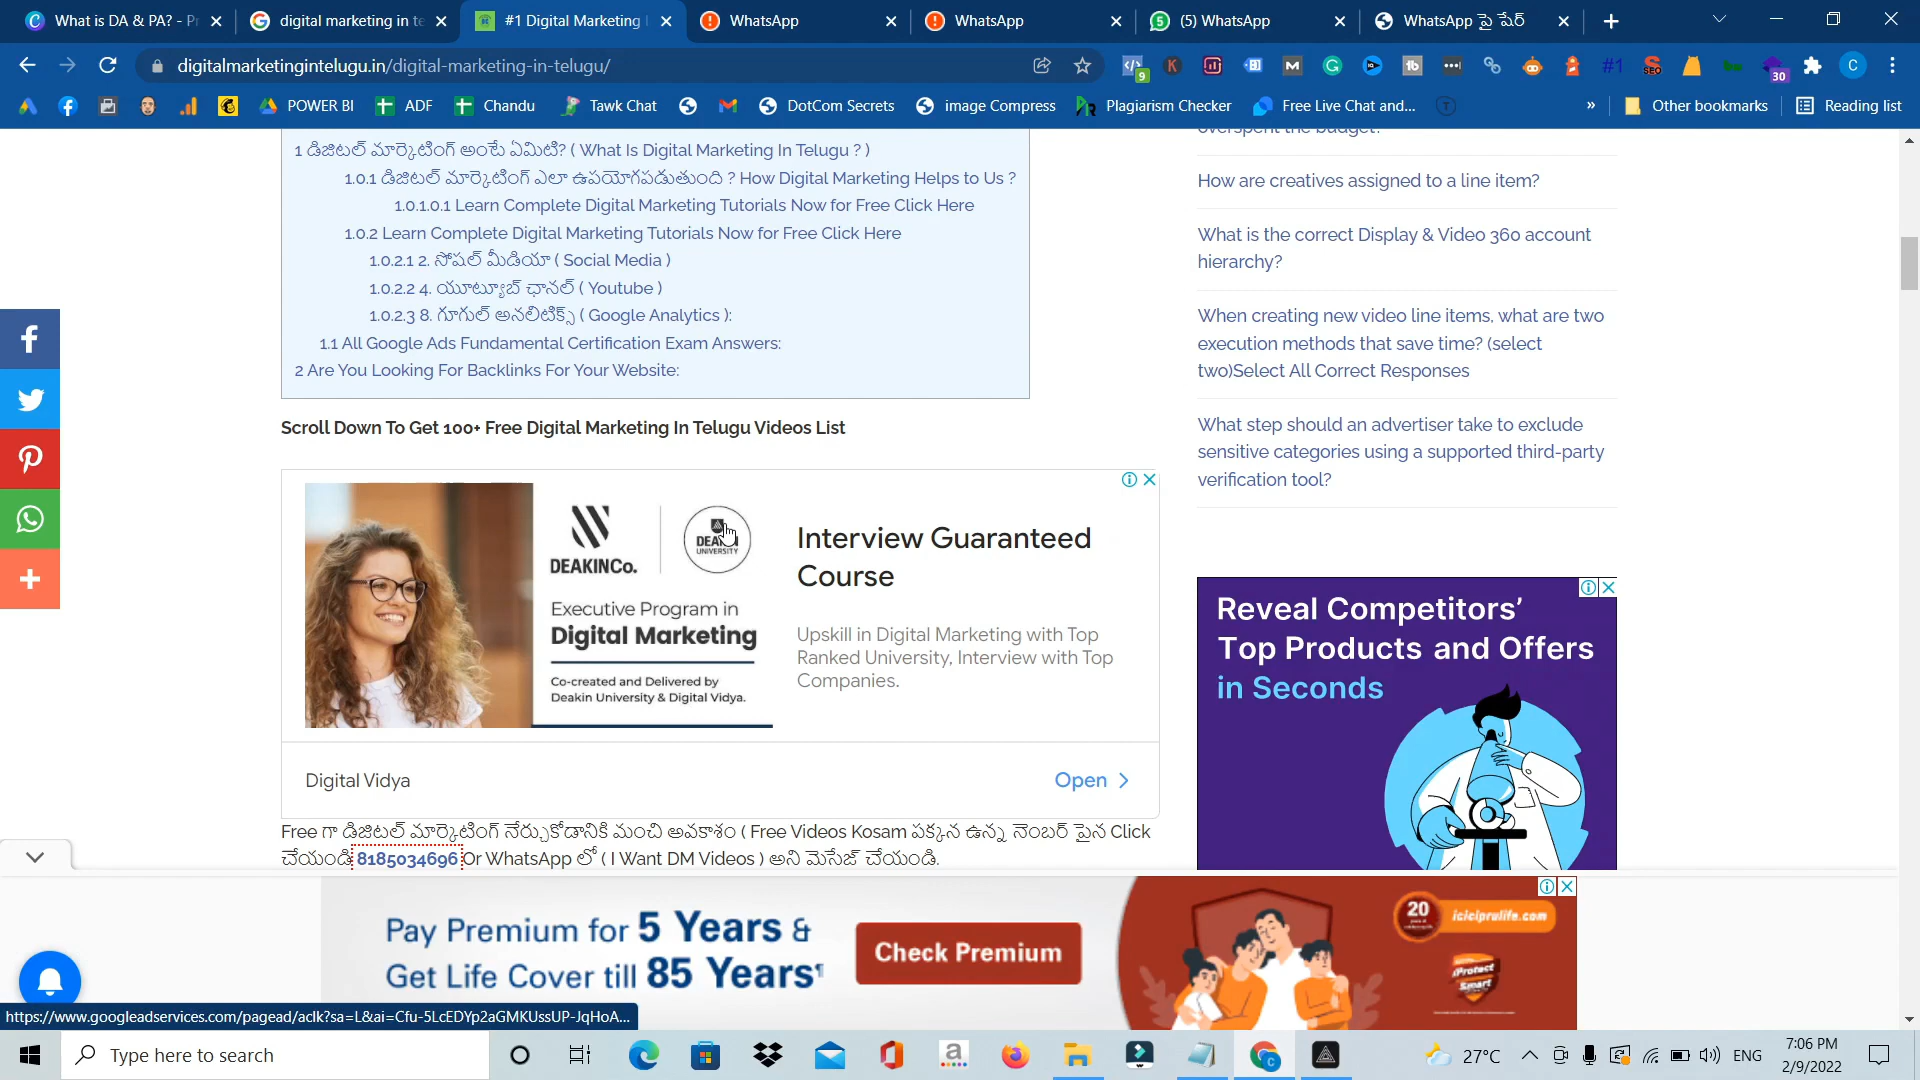 What is DA & PA? - P
digital marketing in te
#1 Digital Marketing
WhatsApp
WhatsApp
(5) WhatsApp
WhatsApp పై షేర్
digitalmarketingintelugu.in/digital-marketing-in-telugu/
9
#1
SEO
30
C
POWER BI
ADF
Chandu
Tawk Chat
DotCom Secrets
image Compress
Plagiarism Checker
Free Live Chat and...
»
Other bookmarks
Reading list
1 డిజిటల్ మార్కెటింగ్ అంటే ఏమిటి? ( What Is Digital Marketing In Telugu ? )
1.0.1 డిజిటల్ మార్కెటింగ్ ఎలా ఉపయోగపడుతుంది ? How Digital Marketing Helps to Us ?
1.0.1.0.1 Learn Complete Digital Marketing Tutorials Now for Free Click Here
1.0.2 Learn Complete Digital Marketing Tutorials Now for Free Click Here
1.0.2.1 2. సోషల్ మీడియా ( Social Media )
1.0.2.2 4. యూట్యూబ్ ఛానల్ ( Youtube )
1.0.2.3 8. గూగుల్ అనలిటిక్స్ ( Google Analytics ):
1.1 All Google Ads Fundamental Certification Exam Answers:
2 Are You Looking For Backlinks For Your Website:
Scroll Down To Get 100+ Free Digital Marketing In Telugu Videos List
DEAKINCo.
UNIVERSITY
Executive Program in
Digital Marketing
Co-created and Delivered by
Deakin University & Digital Vidya.
Interview Guaranteed
Course
Upskill in Digital Marketing with Top
Ranked University, Interview with Top
Companies.
Digital Vidya
Open
Free గా డిజిటల్ మార్కెటింగ్ నేర్చుకోడానికి మంచి అవకాశం ( Free Videos Kosam పక్కన ఉన్న నెంబర్ పైన Click
చేయండి 8185034696 Or WhatsApp లో ( I Want DM Videos ) అని మెసేజ్ చేయండి.
overspent the budget?
How are creatives assigned to a line item?
What is the correct Display & Video 360 account
hierarchy?
When creating new video line items, what are two
execution methods that save time? (select
two)Select All Correct Responses
What step should an advertiser take to exclude
sensitive categories using a supported third-party
verification tool?
Reveal Competitors’
Top Products and Offers
in Seconds
Pay Premium for 5 Years &
Get Life Cover till 85 Years¶
Check Premium
20
iciciprulife.com
iProtect
Smart
https://www.googleadservices.com/pagead/aclk?sa=L&ai=Cfu-5LcEDYp2aGMKUssUP-JqHoA...
Type here to search
27°C
ENG
7:06 PM
2/9/2022